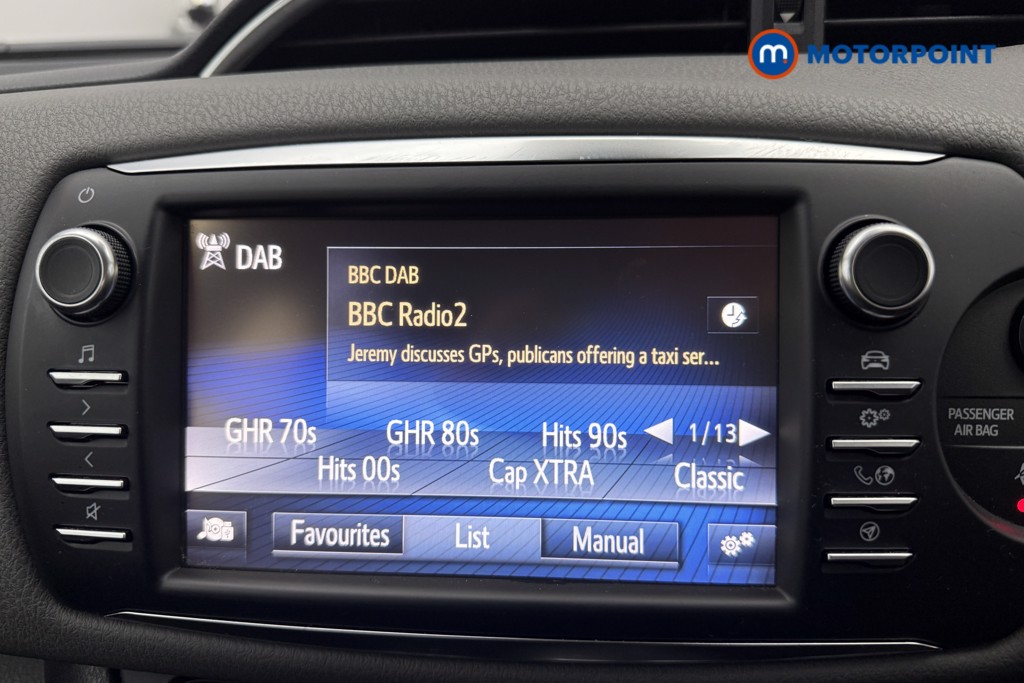 MOTORPOINT
DAB
BBC DAB
BBC Radio2
Jeremy discusses GPs, publicans offering a taxi ser...
GHR 70s GHR 80s Hits 90s 1/13
Hits 00s Cap XTRA Classic
Favourites List Manual
PASSENGER
AIR BAG